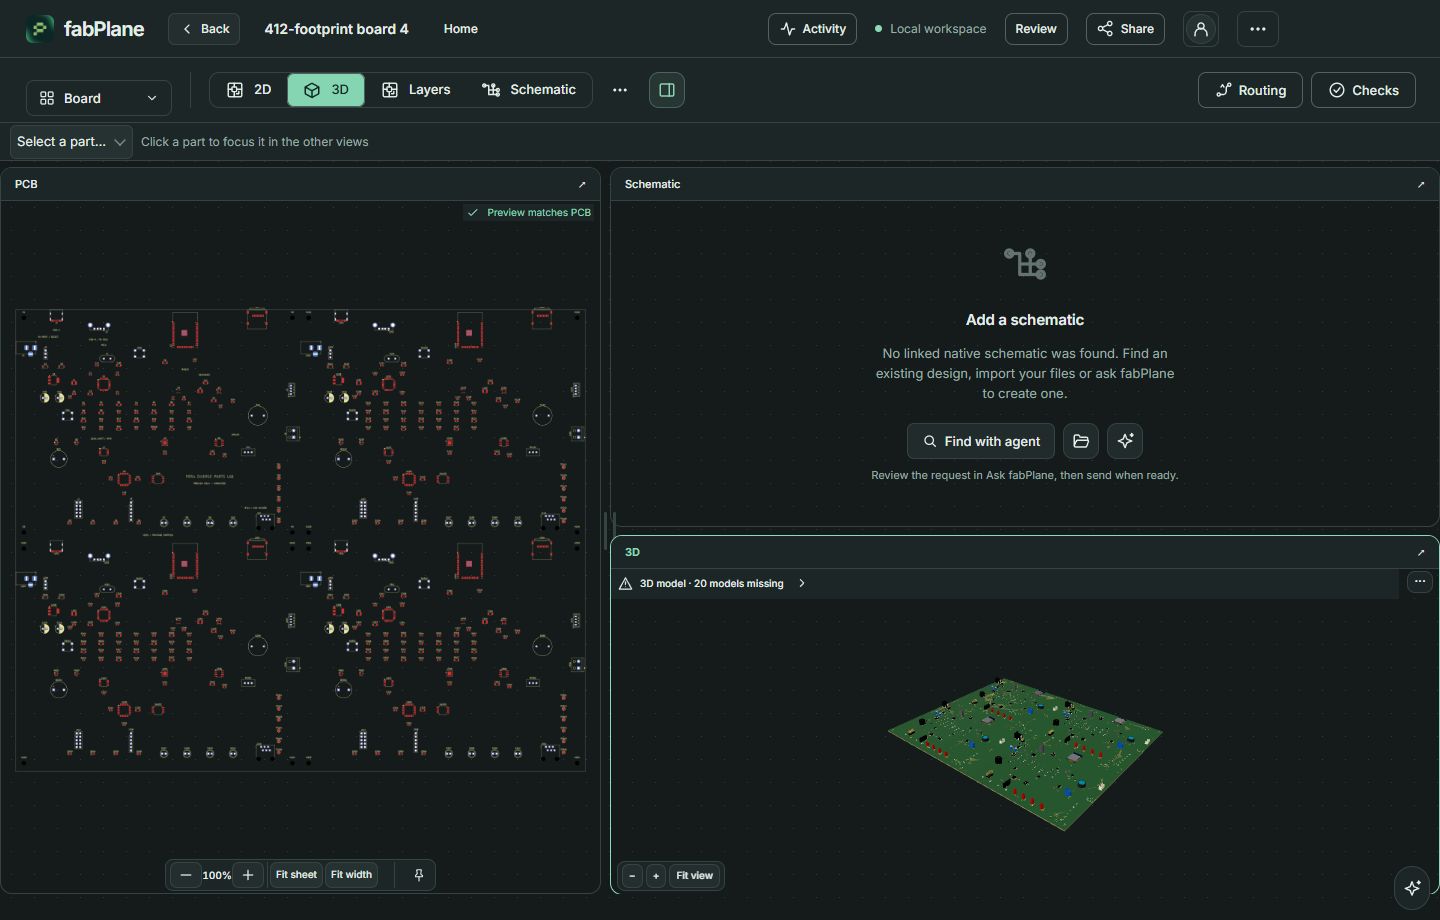 fabPlane
Back
412-footprint board 4
Home
Activity
Local workspace
Review
Share
Board
2D
3D
Layers
Schematic
Routing
Checks
Select a part...
Click a part to focus it in the other views
PCB
Preview matches PCB
Schematic
Add a schematic
No linked native schematic was found. Find an
existing design, import your files or ask fabPlane
to create one.
Find with agent
Review the request in Ask fabPlane, then send when ready.
3D
3D model · 20 models missing
100%
Fit sheet
Fit width
Fit view